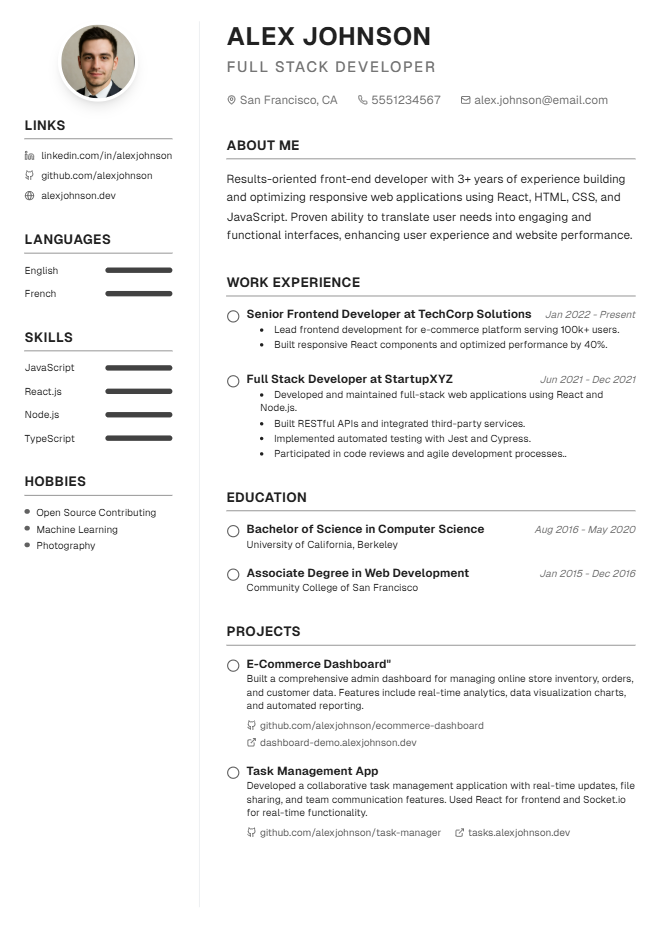 ALEX JOHNSON
FULL STACK DEVELOPER
San Francisco, CA 5551234567 alex.johnson@email.com
LINKS
linkedin.com/in/alexjohnson
github.com/alexjohnson
alexjohnson.dev
LANGUAGES
English
French
SKILLS
JavaScript
React.js
Node.js
TypeScript
HOBBIES
Open Source Contributing
Machine Learning
Photography
ABOUT ME
Results-oriented front-end developer with 3+ years of experience building
and optimizing responsive web applications using React, HTML, CSS, and
JavaScript. Proven ability to translate user needs into engaging and
functional interfaces, enhancing user experience and website performance.
WORK EXPERIENCE
Senior Frontend Developer at TechCorp Solutions Jan 2022 - Present
• Lead frontend development for e-commerce platform serving 100k+ users.
• Built responsive React components and optimized performance by 40%.
Full Stack Developer at StartupXYZ Jun 2021 - Dec 2021
• Developed and maintained full-stack web applications using React and
Node.js.
• Built RESTful APIs and integrated third-party services.
• Implemented automated testing with Jest and Cypress.
• Participated in code reviews and agile development processes..
EDUCATION
Bachelor of Science in Computer Science Aug 2016 - May 2020
University of California, Berkeley
Associate Degree in Web Development Jan 2015 - Dec 2016
Community College of San Francisco
PROJECTS
E-Commerce Dashboard"
Built a comprehensive admin dashboard for managing online store inventory, orders,
and customer data. Features include real-time analytics, data visualization charts,
and automated reporting.
github.com/alexjohnson/ecommerce-dashboard
dashboard-demo.alexjohnson.dev
Task Management App
Developed a collaborative task management application with real-time updates, file
sharing, and team communication features. Used React for frontend and Socket.io
for real-time functionality.
github.com/alexjohnson/task-manager tasks.alexjohnson.dev